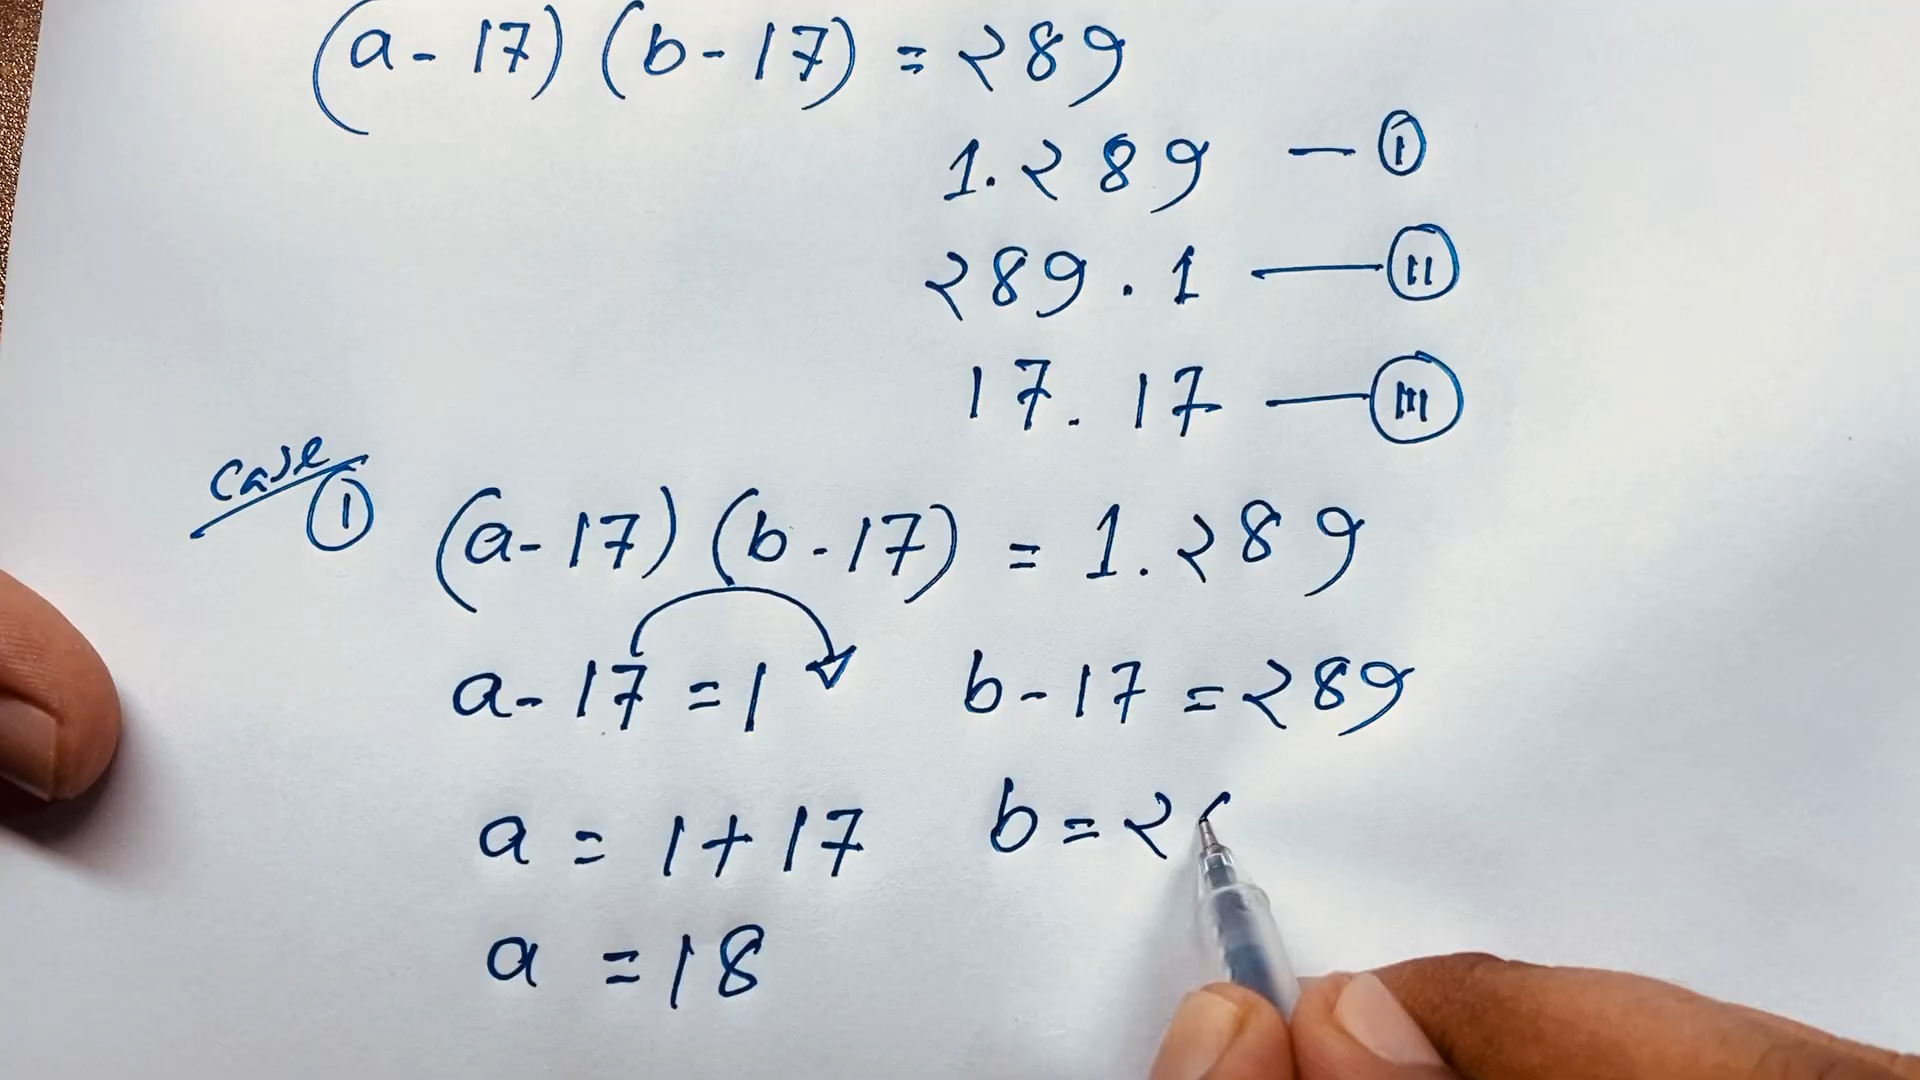 (a - 17) (b - 17) = 289
1.289 — (I)
289 . 1 — (II)
17 . 17 — (III)
case (1)
(a - 17) (b - 17) = 1.289
a - 17 = 1 b - 17 = 289
a = 1 + 17 b = 2
a = 18